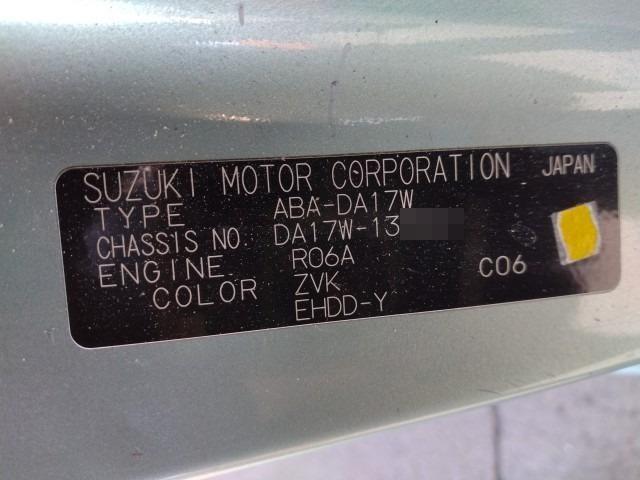 SUZUKI MOTOR CORPORATION JAPAN
TYPE ABA-DA17W
CHASSIS NO. DA17W-13
ENGINE R06A
COLOR ZVK C06
EHDD-Y